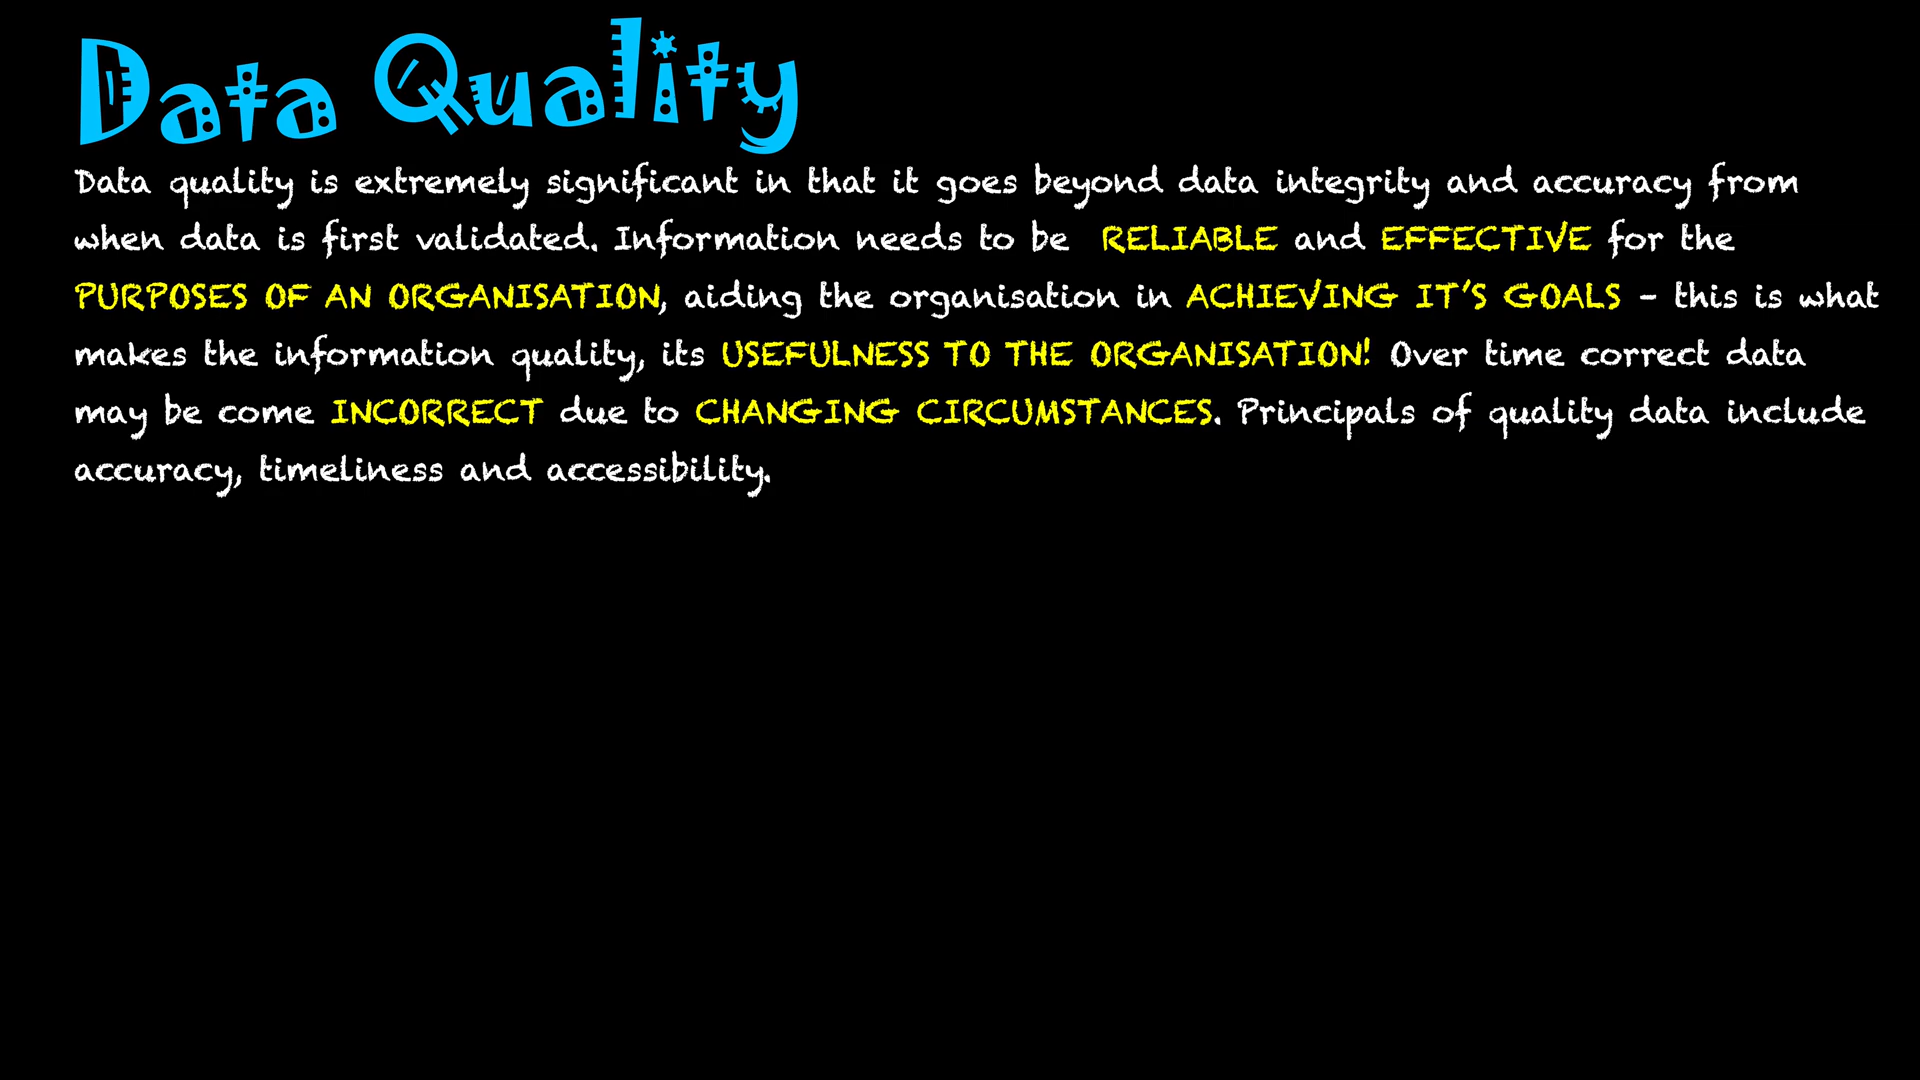 Data Quality
Data quality is extremely significant in that it goes beyond data integrity and accuracy from
when data is first validated. Information needs to be  RELIABLE and EFFECTIVE for the
PURPOSES OF AN ORGANISATION, aiding the organisation in ACHIEVING IT'S GOALS – this is what
makes the information quality, its USEFULNESS TO THE ORGANISATION! Over time correct data
may be come INCORRECT due to CHANGING CIRCUMSTANCES. Principals of quality data include
accuracy, timeliness and accessibility.